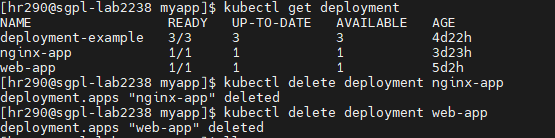 [hr290@sgpl-lab2238 myapp]$ kubectl get deployment
NAME                 READY   UP-TO-DATE   AVAILABLE   AGE
deployment-example   3/3     3            3           4d22h
nginx-app            1/1     1            1           3d23h
web-app              1/1     1            1           5d2h
[hr290@sgpl-lab2238 myapp]$ kubectl delete deployment nginx-app
deployment.apps "nginx-app" deleted
[hr290@sgpl-lab2238 myapp]$ kubectl delete deployment web-app
deployment.apps "web-app" deleted